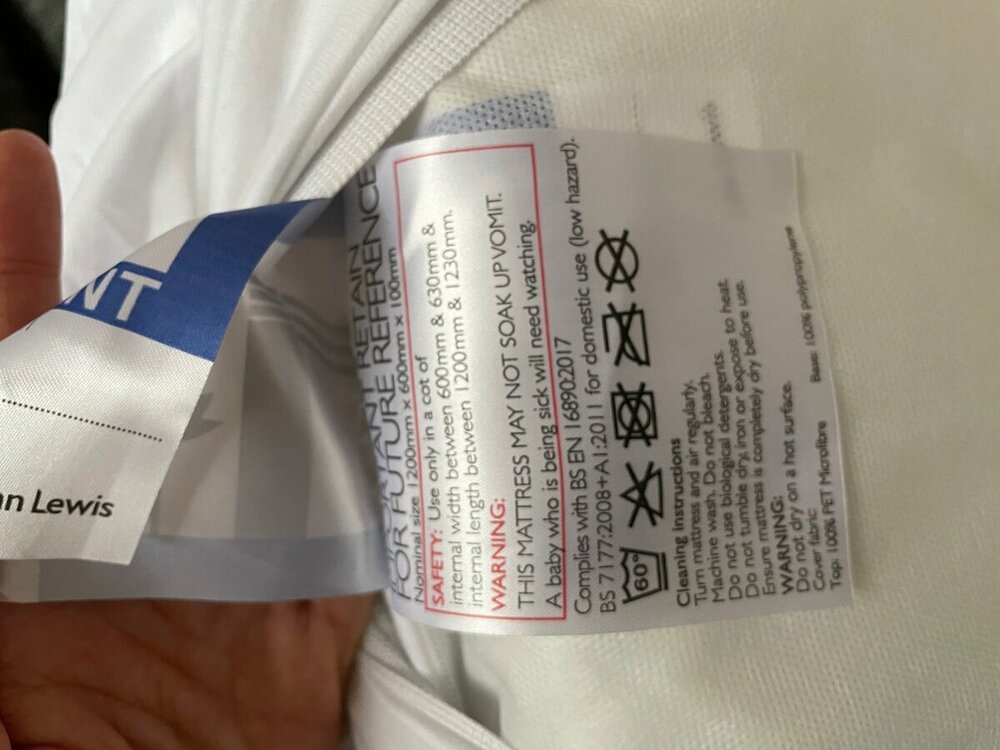 NT
n Lewis
RETAIN
FOR FUTURE REFERENCE
Nominal size 1200mm x 600mm x 100mm
SAFETY: Use only in a cot of
internal width between 600mm & 630mm &
internal length between 1200mm & 1230mm.
WARNING:
THIS MATTRESS MAY NOT SOAK UP VOMIT.
A baby who is being sick will need watching.
Complies with BS EN 16890:2017
BS 7177:2008+A1:2011 for domestic use (low hazard).
60°
Cleaning Instructions
Turn mattress and air regularly.
Machine wash. Do not bleach.
Do not use biological detergents.
Do not tumble dry, iron or expose to heat.
Ensure mattress is completely dry before use.
WARNING:
Do not dry on a hot surface.
Cover fabric
Top: 100% PET Microfibre
Base: 100% polypropylene